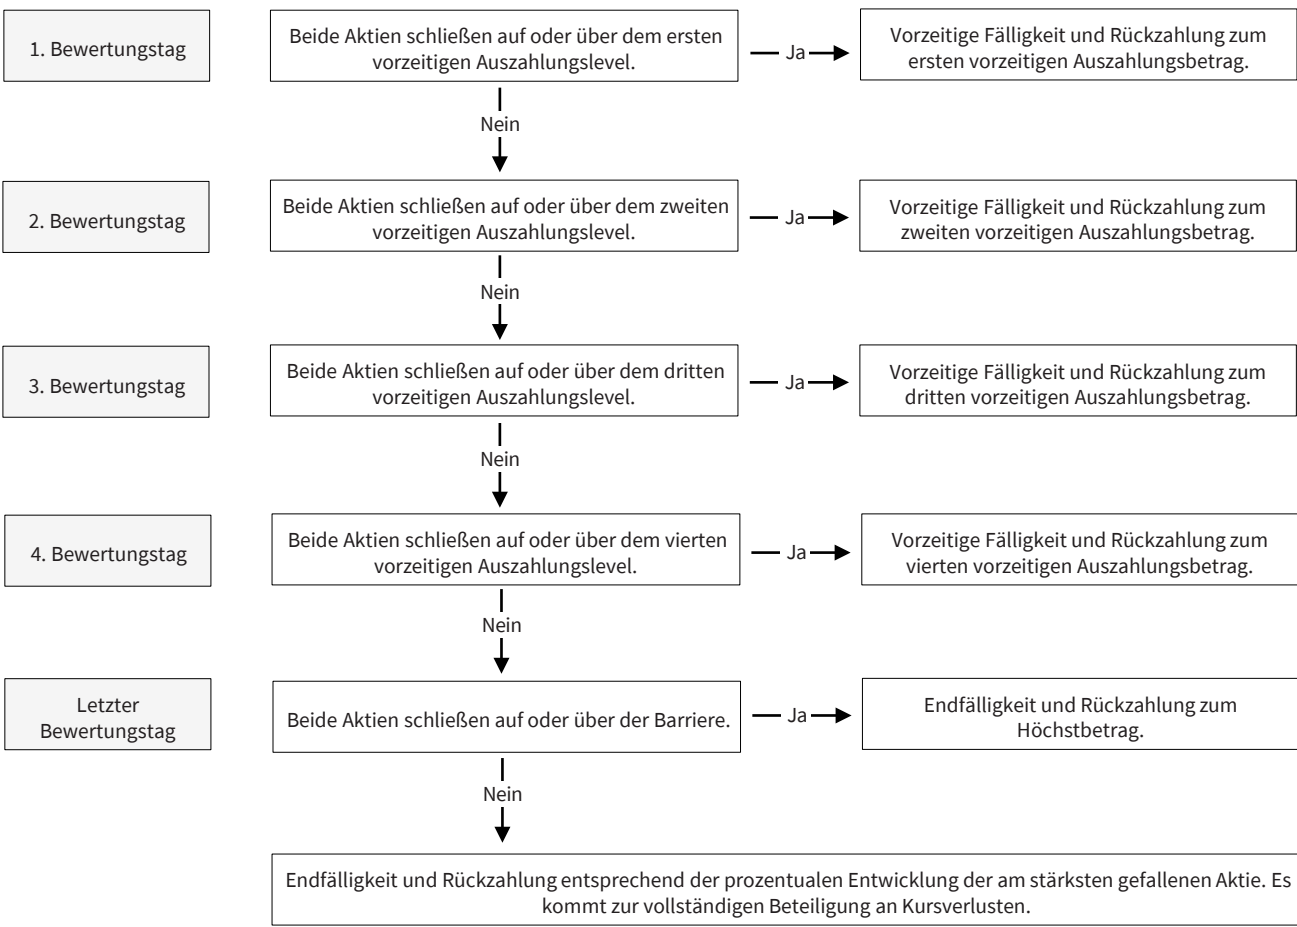 1. Bewertungstag
Beide Aktien schließen auf oder über dem ersten
vorzeitigen Auszahlungslevel.
Ja
Vorzeitige Fälligkeit und Rückzahlung zum
ersten vorzeitigen Auszahlungsbetrag.
Nein
2. Bewertungstag
Beide Aktien schließen auf oder über dem zweiten
vorzeitigen Auszahlungslevel.
Ja
Vorzeitige Fälligkeit und Rückzahlung zum
zweiten vorzeitigen Auszahlungsbetrag.
Nein
3. Bewertungstag
Beide Aktien schließen auf oder über dem dritten
vorzeitigen Auszahlungslevel.
Ja
Vorzeitige Fälligkeit und Rückzahlung zum
dritten vorzeitigen Auszahlungsbetrag.
Nein
4. Bewertungstag
Beide Aktien schließen auf oder über dem vierten
vorzeitigen Auszahlungslevel.
Ja
Vorzeitige Fälligkeit und Rückzahlung zum
vierten vorzeitigen Auszahlungsbetrag.
Nein
Letzter
Bewertungstag
Beide Aktien schließen auf oder über der Barriere.
Ja
Endfälligkeit und Rückzahlung zum
Höchstbetrag.
Nein
Endfälligkeit und Rückzahlung entsprechend der prozentualen Entwicklung der am stärksten gefallenen Aktie. Es
kommt zur vollständigen Beteiligung an Kursverlusten.